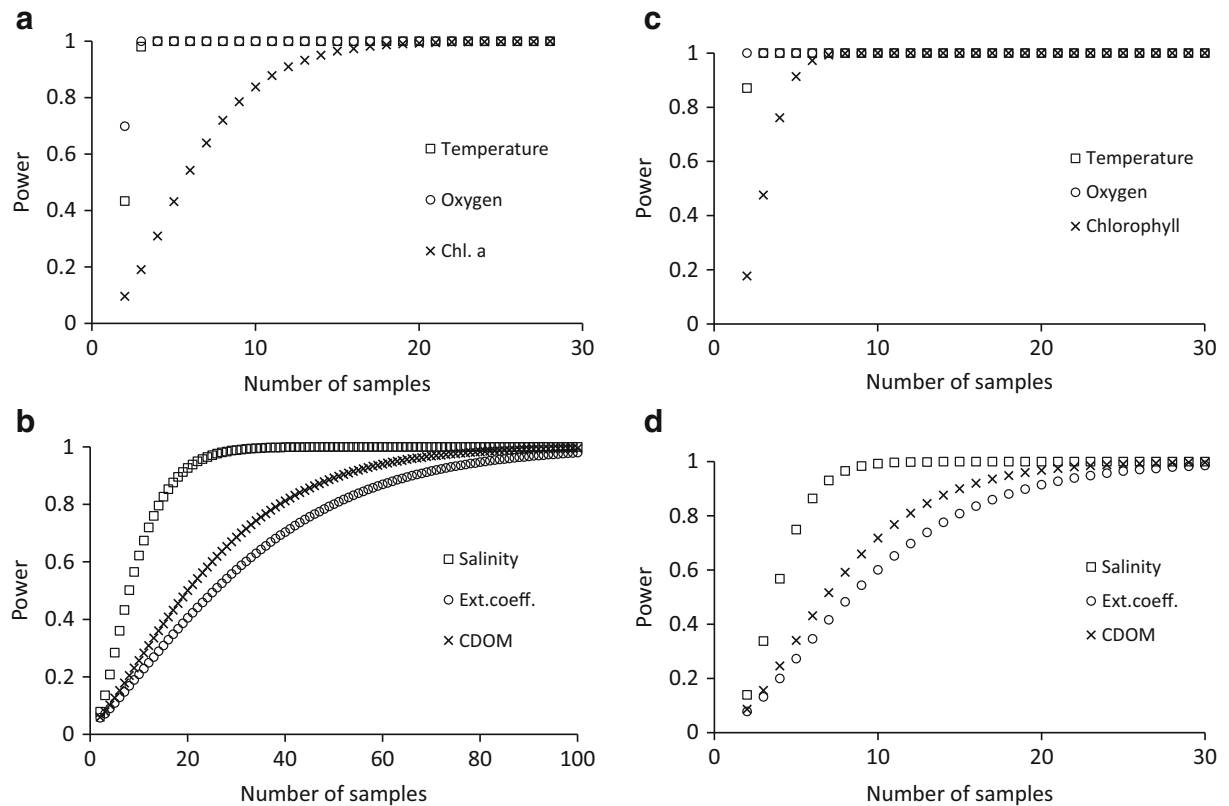 a
1
0.8
0.6
0.4
0.2
0
Power
0 10 20 30
Number of samples
Temperature
Oxygen
Chl. a
c
1
0.8
0.6
0.4
0.2
0
Power
0 10 20 30
Number of samples
Temperature
Oxygen
Chlorophyll
b
1
0.8
0.6
0.4
0.2
0
Power
0 20 40 60 80 100
Number of samples
Salinity
Ext.coeff.
CDOM
d
1
0.8
0.6
0.4
0.2
0
Power
0 10 20 30
Number of samples
Salinity
Ext.coeff.
CDOM